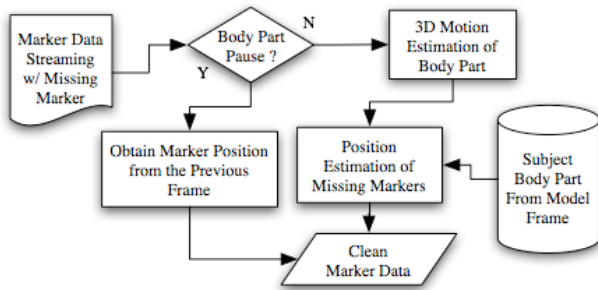 Marker Data
Streaming
w/ Missing
Marker
Body Part
Pause ?
N
Y
3D Motion
Estimation of
Body Part
Obtain Marker Position
from the Previous
Frame
Position
Estimation of
Missing Markers
Subject
Body Part
From Model
Frame
Clean
Marker Data